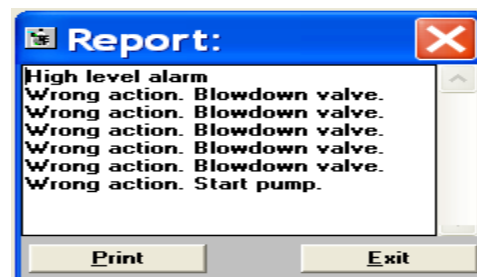 Report:
High level alarm
Wrong action. Blowdown valve.
Wrong action. Blowdown valve.
Wrong action. Blowdown valve.
Wrong action. Blowdown valve.
Wrong action. Blowdown valve.
Wrong action. Start pump.
Print
Exit